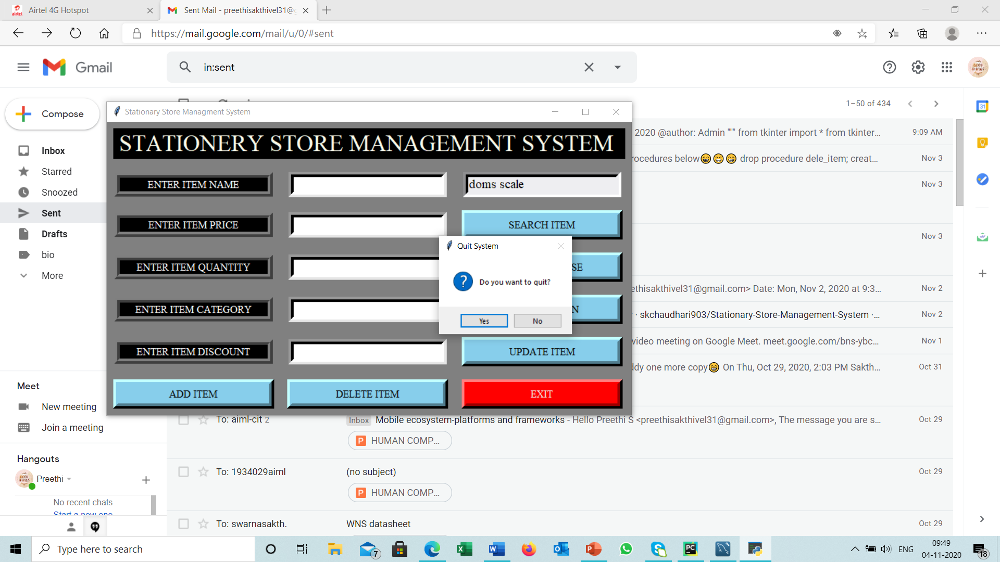 Airtel 4G Hotspot
Sent Mail - preethisakthivel31@g
https://mail.google.com/mail/u/0/#sent
Gmail
in:sent
Compose
1–50 of 434
Inbox
Starred
Snoozed
Sent
Drafts
bio
More
Stationary Store Managment System
STATIONERY STORE MANAGEMENT SYSTEM
ENTER ITEM NAME
doms scale
ENTER ITEM PRICE
SEARCH ITEM
ENTER ITEM QUANTITY
SE
ENTER ITEM CATEGORY
N
ENTER ITEM DISCOUNT
UPDATE ITEM
ADD ITEM
DELETE ITEM
EXIT
Quit System
Do you want to quit?
Yes
No
2020 @author: Admin """ from tkinter import * from tkinter... 9:09 AM
rocedures below😁😁😁 drop procedure dele_item; creat... Nov 3
Nov 3
Nov 3
ethisakthivel31@gmail.com> Date: Mon, Nov 2, 2020 at 9:3... Nov 2
· skchaudhari903/Stationary-Store-Management-System ·... Nov 2
video meeting on Google Meet. meet.google.com/bns-ybc... Nov 1
ddy one more copy😁 On Thu, Oct 29, 2020, 2:03 PM Sakth... Oct 31
To: aiml-cit 2 Inbox Mobile ecosystem-platforms and frameworks - Hello Preethi S <preethisakthivel31@gmail.com>, The message you are s... Oct 29
HUMAN COMP...
To: 1934029aiml (no subject) Oct 29
HUMAN COMP...
To: swarnasakth. WNS datasheet Oct 29
Meet
New meeting
Join a meeting
Hangouts
Preethi
No recent chats
Start a new one
Type here to search
7
ENG
09:49
04-11-2020
18